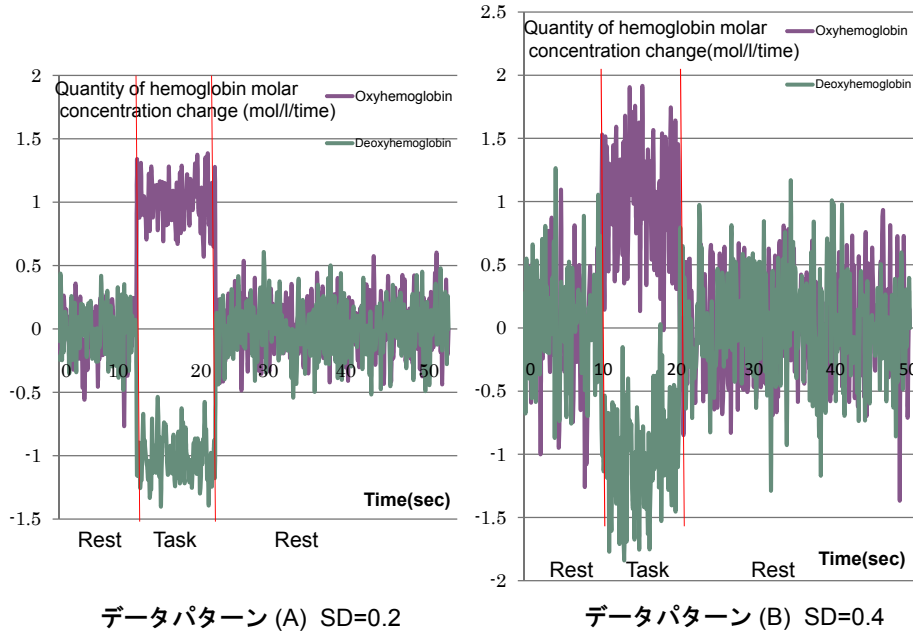 2
1.5
1
0.5
0
-0.5
-1
-1.5
Quantity of hemoglobin molar
concentration change (mol/l/time)
Oxyhemoglobin
Deoxyhemoglobin
0 10 20 30 40 50
Time(sec)
Rest Task Rest
データパターン (A) SD=0.2
2.5
2
1.5
1
0.5
0
-0.5
-1
-1.5
-2
Quantity of hemoglobin molar
concentration change(mol/l/time)
Oxyhemoglobin
Deoxyhemoglobin
0 10 20 30 40 50
Time(sec)
Rest Task Rest
データパターン (B) SD=0.4